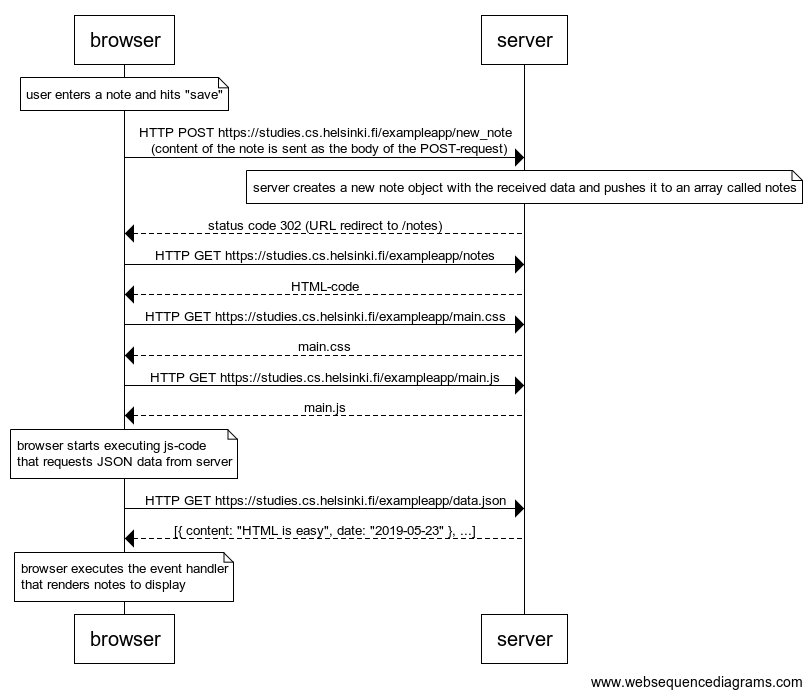 browser
server
user enters a note and hits "save"
HTTP POST https://studies.cs.helsinki.fi/exampleapp/new_note
(content of the note is sent as the body of the POST-request)
server creates a new note object with the received data and pushes it to an array called notes
status code 302 (URL redirect to /notes)
HTTP GET https://studies.cs.helsinki.fi/exampleapp/notes
HTML-code
HTTP GET https://studies.cs.helsinki.fi/exampleapp/main.css
main.css
HTTP GET https://studies.cs.helsinki.fi/exampleapp/main.js
main.js
browser starts executing js-code
that requests JSON data from server
HTTP GET https://studies.cs.helsinki.fi/exampleapp/data.json
[{ content: "HTML is easy", date: "2019-05-23" }, ...]
browser executes the event handler
that renders notes to display
browser
server
www.websequencediagrams.com